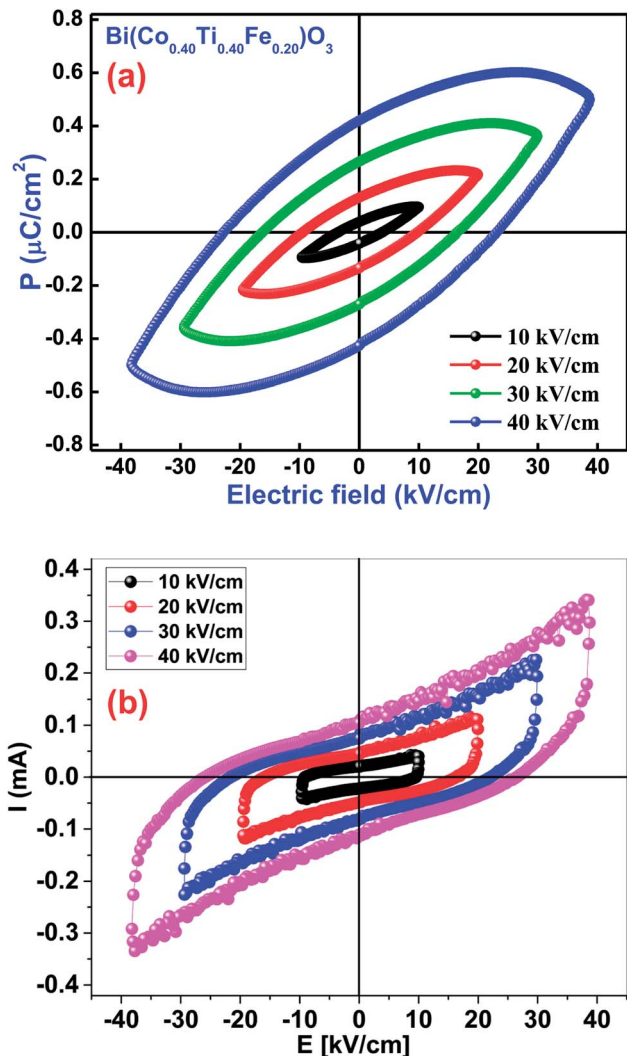 Bi(Co0.40Ti0.40Fe0.20)O3
(a)
0.8
0.6
0.4
0.2
0.0
-0.2
-0.4
-0.6
-0.8
P (μC/cm2)
10 kV/cm
20 kV/cm
30 kV/cm
40 kV/cm
-40 -30 -20 -10 0 10 20 30 40
Electric field (kV/cm)
0.4
0.3
0.2
0.1
0.0
-0.1
-0.2
-0.3
-0.4
I (mA)
10 kV/cm
20 kV/cm
30 kV/cm
40 kV/cm
(b)
-40 -30 -20 -10 0 10 20 30 40
E [kV/cm]